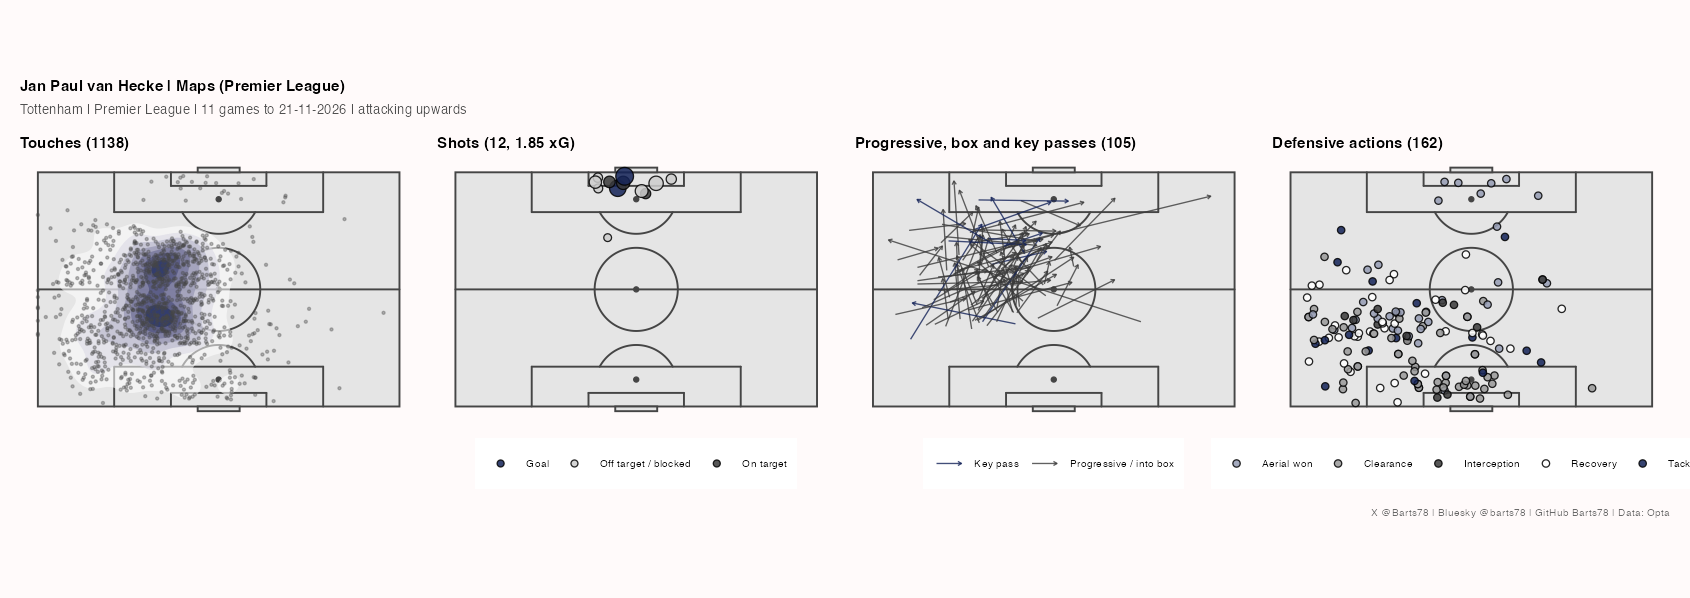 Jan Paul van Hecke | Maps (Premier League)
Tottenham | Premier League | 11 games to 21-11-2026 | attacking upwards
Touches (1138)
Shots (12, 1.85 xG)
Progressive, box and key passes (105)
Defensive actions (162)
Goal
Off target / blocked
On target
Key pass
Progressive / into box
Aerial won
Clearance
Interception
Recovery
Tack
X @Barts78 | Bluesky @barts78 | GitHub Barts78 | Data: Opta